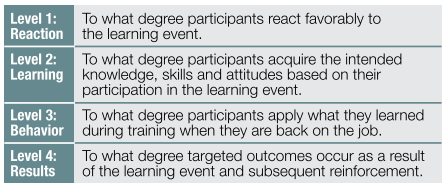 Level 1: To what degree participants react favorably to
Reaction the learning event.
Level 2: To what degree participants acquire the intended
Learning knowledge, skills and attitudes based on their
participation in the learning event.
Level 3: To what degree participants apply what they learned
Behavior during training when they are back on the job.
Level 4: To what degree targeted outcomes occur as a result
Results of the learning event and subsequent reinforcement.